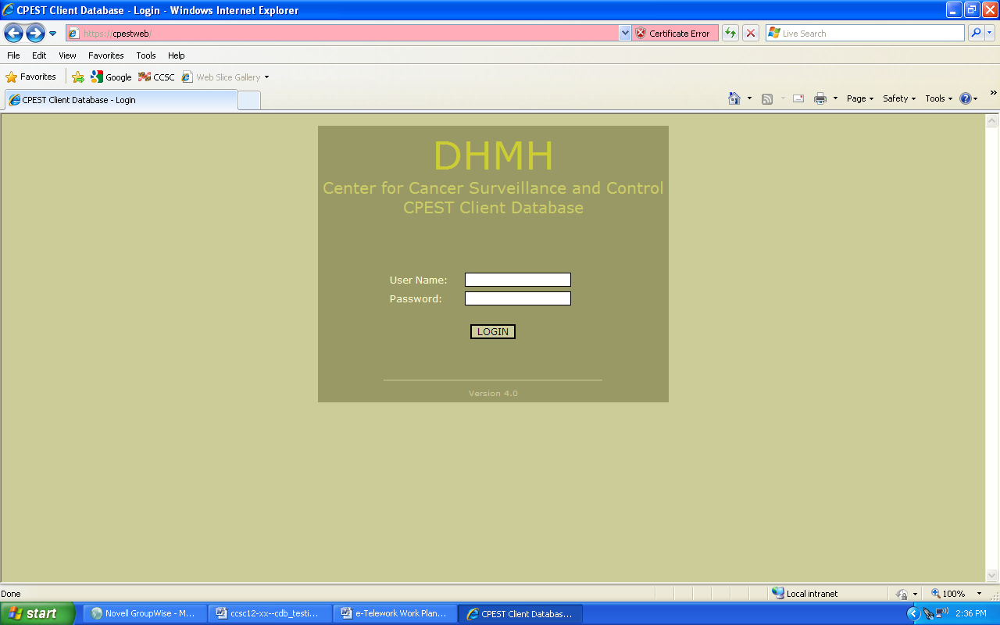 CPEST Client Database - Login - Windows Internet Explorer
https://cpestweb/
Certificate Error
Live Search
File Edit View Favorites Tools Help
Favorites Google CCSC Web Slice Gallery
CPEST Client Database - Login
Page Safety Tools
DHMH
Center for Cancer Surveillance and Control
CPEST Client Database
User Name:
Password:
LOGIN
Version 4.0
Done
Local intranet
100%
start
Novell GroupWise - M...
ccsc12-xx--cdb_testi...
e-Telework Work Plan...
CPEST Client Databas...
2:36 PM